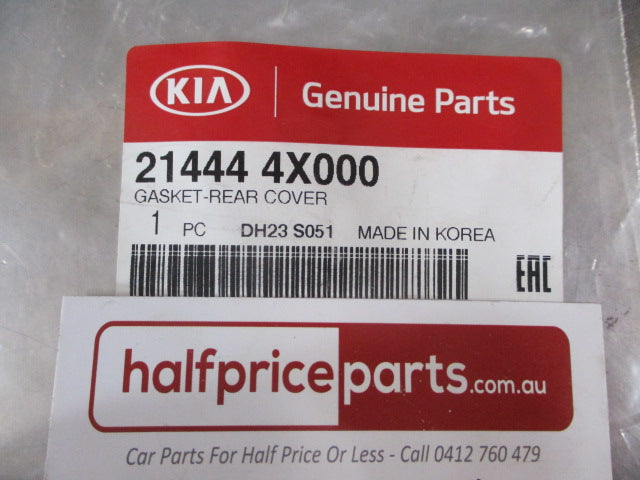 KIA Genuine Parts
21444 4X000
GASKET-REAR COVER
1 PC DH23 S051 MADE IN KOREA
EAC
halfpriceparts.com.au
Car Parts For Half Price Or Less - Call 0412 760 479